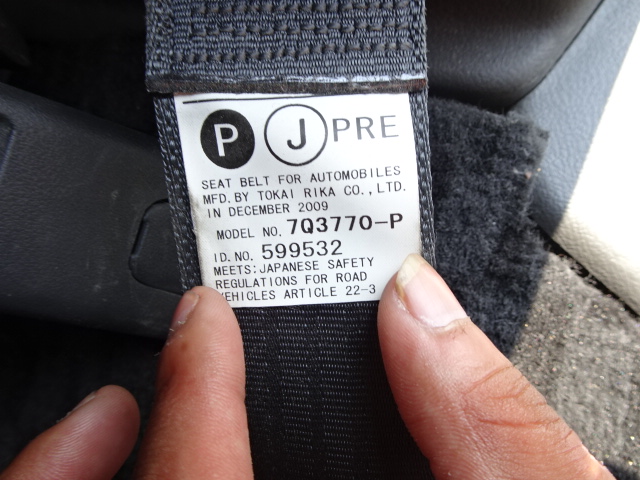 P J PRE
SEAT BELT FOR AUTOMOBILES
MFD. BY TOKAI RIKA CO., LTD.
IN DECEMBER 2009
MODEL NO. 7Q3770-P
ID. NO. 599532
MEETS: JAPANESE SAFETY
REGULATIONS FOR ROAD
VEHICLES ARTICLE 22-3